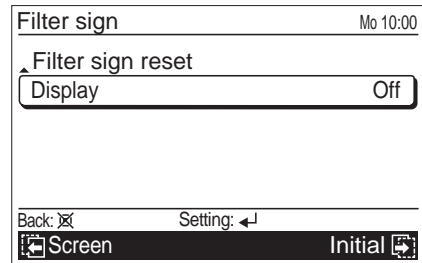 Filter sign Mo 10:00
Filter sign reset
Display Off
Back: Setting:
Screen Initial